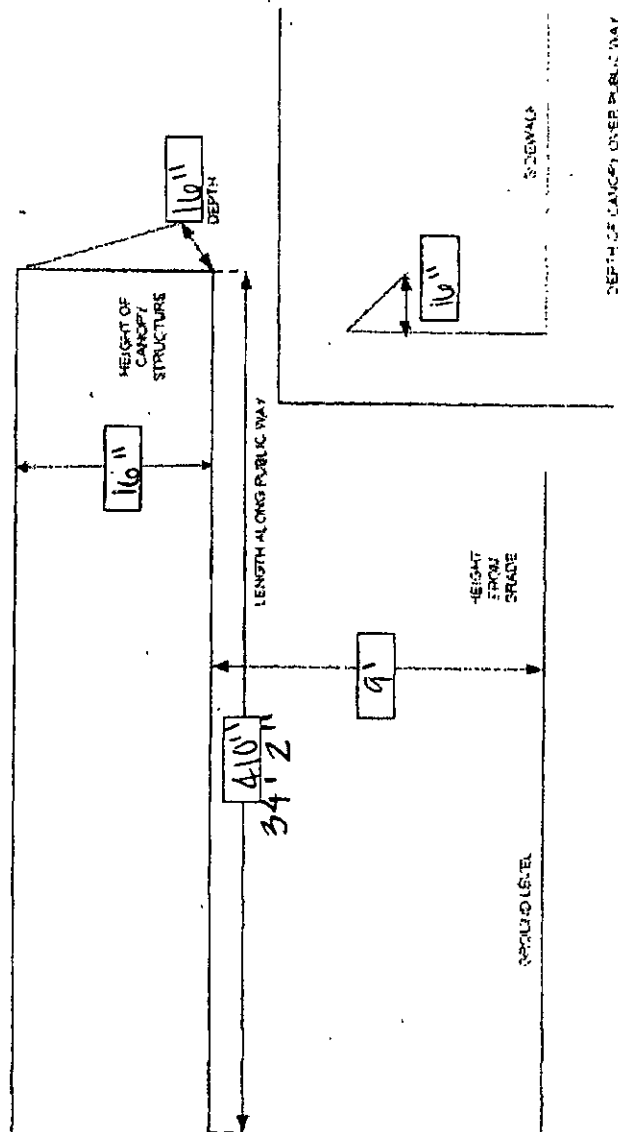 16"
HEIGHT OF
CANOPY
STRUCTURE
16"
DEPTH
410"
34' 2"
LENGTH ALONG PUBLIC WAY
9'
HEIGHT
FROM
GRADE
GROUND LEVEL
16"
SIDEWALK
DEPTH OF CANOPY OVER PUBLIC WAY